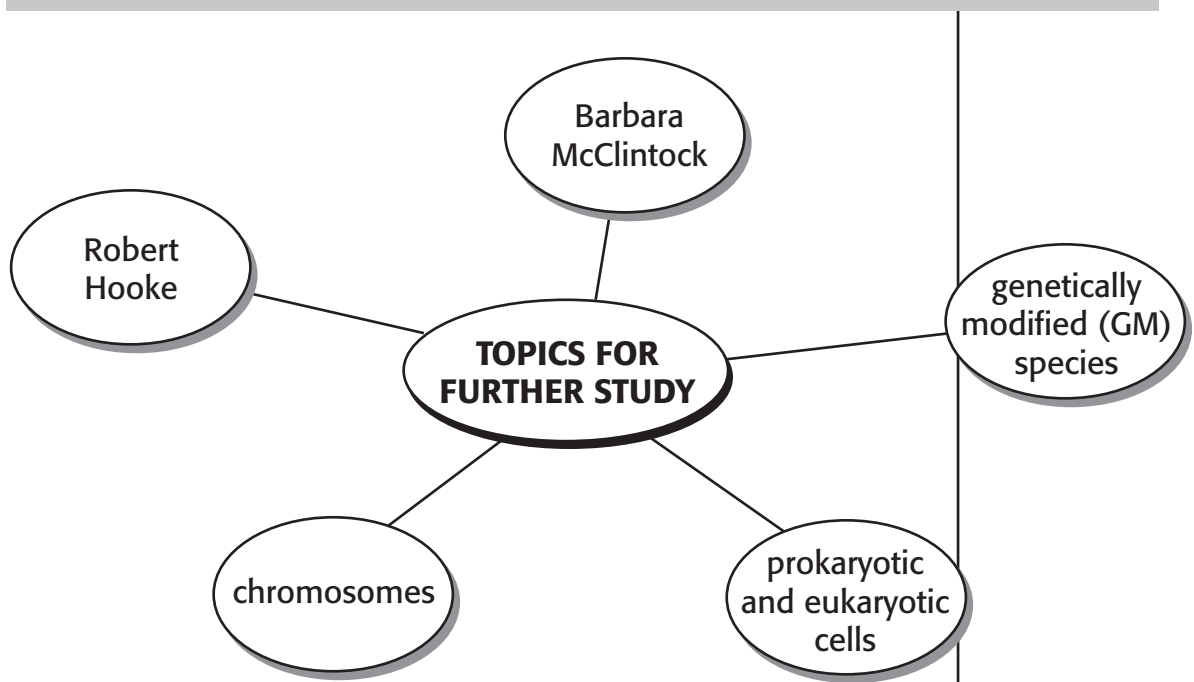 Barbara
McClintock
Robert
Hooke
genetically
modified (GM)
species
TOPICS FOR
FURTHER STUDY
chromosomes
prokaryotic
and eukaryotic
cells